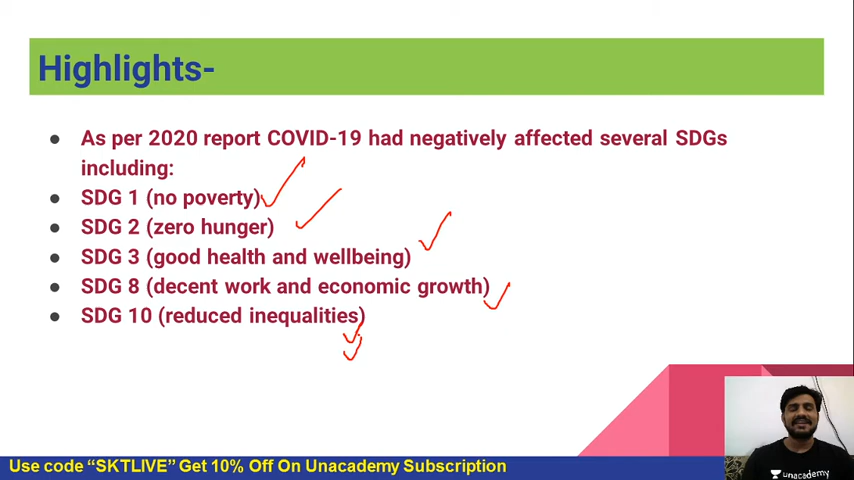 Highlights-
● As per 2020 report COVID-19 had negatively affected several SDGs
including:
● SDG 1 (no poverty)
● SDG 2 (zero hunger)
● SDG 3 (good health and wellbeing)
● SDG 8 (decent work and economic growth)
● SDG 10 (reduced inequalities)
Use code “SKTLIVE” Get 10% Off On Unacademy Subscription
unacademy